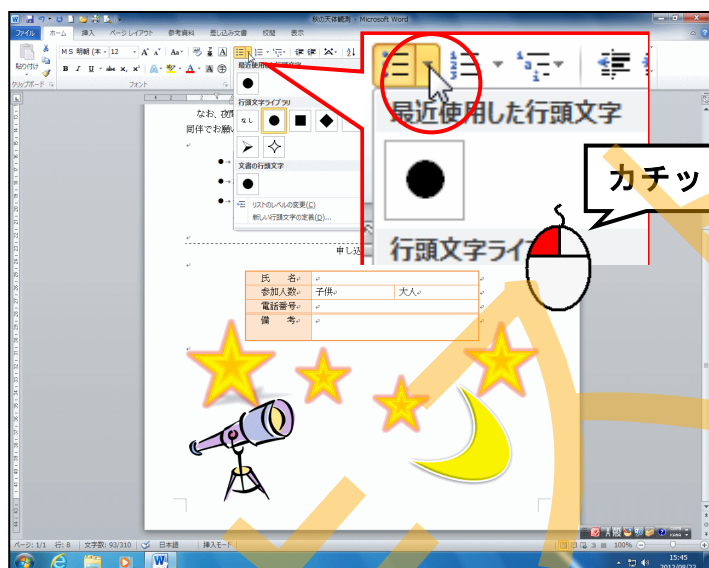 秋の天体観測 - Microsoft Word
ファイル ホーム 挿入 ページ レイアウト 参考資料 差し込み文書 校閲 表示
貼り付け
MS 明朝 (本 12
クリップボード フォント
最近使用した行頭文字
行頭文字ライブラリ
なし
文書の行頭文字
リストのレベルの変更(C)
新しい行頭文字の定義(D)...
最近使用した行頭文字
行頭文字ライ
カチッ
なお、夜間
同伴でお願い
申し込
氏 名
参加人数 子供 大人
電話番号
備 考
ページ: 1/1 行: 8 文字数: 93/310 日本語 挿入モード 100%
15:45
2012/08/22